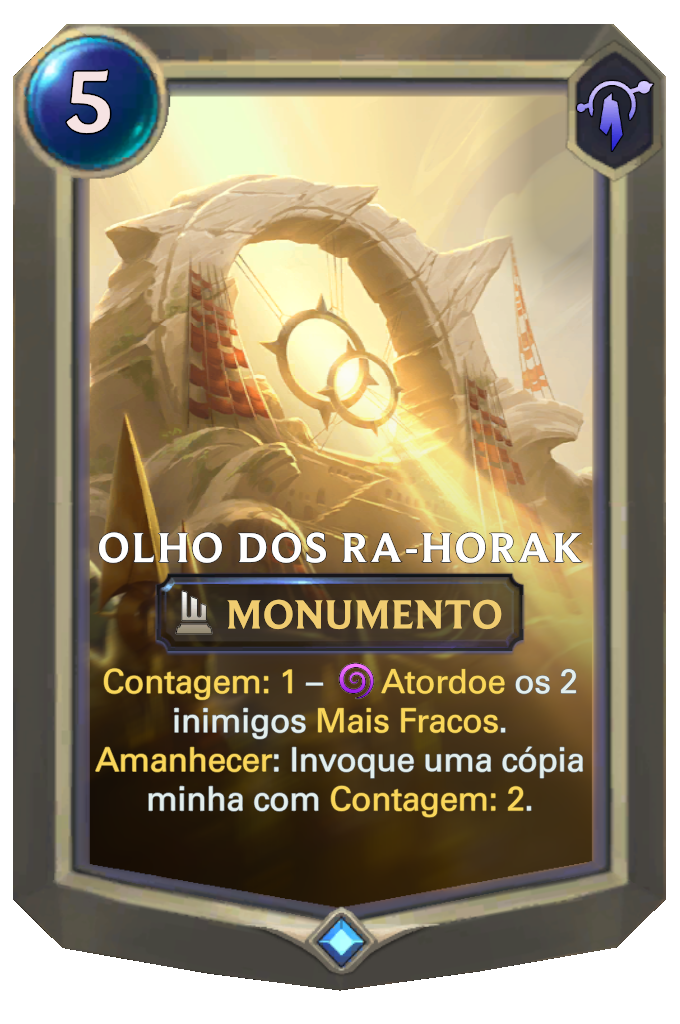 5
OLHO DOS RA-HORAK
MONUMENTO
Contagem: 1 – Atordoe os 2
inimigos Mais Fracos.
Amanhecer: Invoque uma cópia
minha com Contagem: 2.